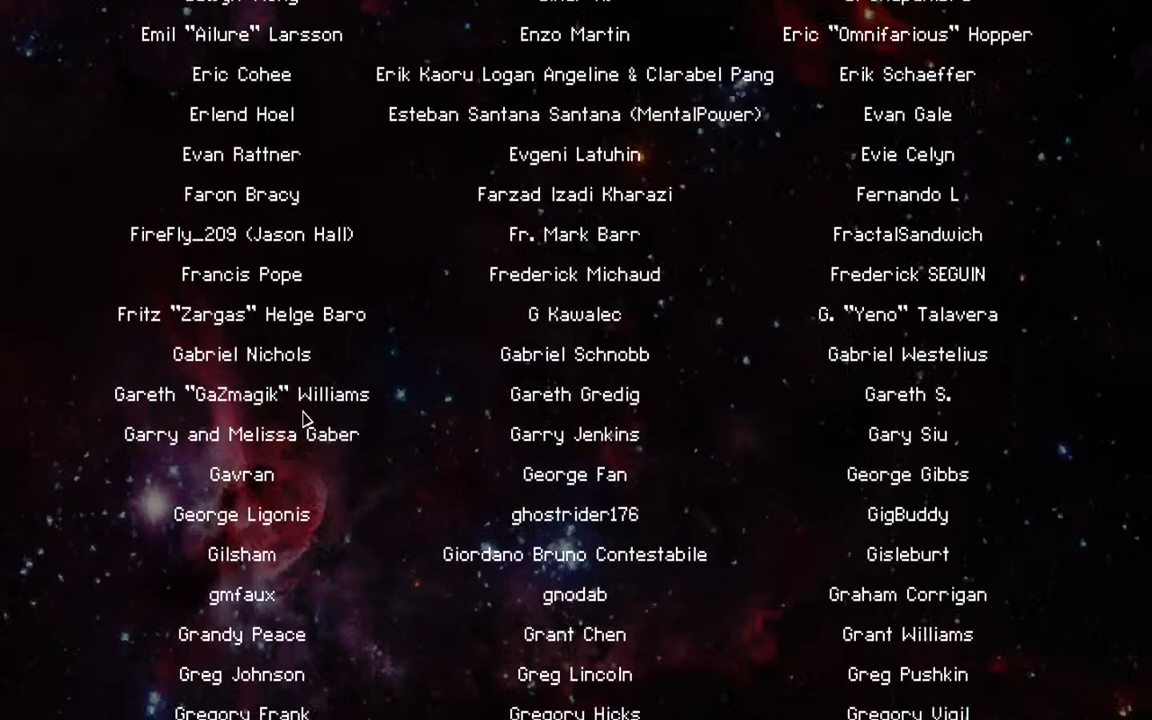 Emil "Ailure" Larsson Enzo Martin Eric "Omnifarious" Hopper
Eric Cohee Erik Kaoru Logan Angeline & Clarabel Pang Erik Schaeffer
Erlend Hoel Esteban Santana Santana (MentalPower) Evan Gale
Evan Rattner Evgeni Latuhin Evie Celyn
Faron Bracy Farzad Izadi Kharazi Fernando L
FireFly_209 (Jason Hall) Fr. Mark Barr FractalSandwich
Francis Pope Frederick Michaud Frederick SEGUIN
Fritz "Zargas" Helge Baro G Kawalec G. "Yeno" Talavera
Gabriel Nichols Gabriel Schnobb Gabriel Westelius
Gareth "GaZmagik" Williams Gareth Gredig Gareth S.
Garry and Melissa Gaber Garry Jenkins Gary Siu
Gavran George Fan George Gibbs
George Ligonis ghostrider176 GigBuddy
Gilsham Giordano Bruno Contestabile Gisleburt
gmfaux gnodab Graham Corrigan
Grandy Peace Grant Chen Grant Williams
Greg Johnson Greg Lincoln Greg Pushkin
Gregory Frank Gregory Hicks Gregory Vigil